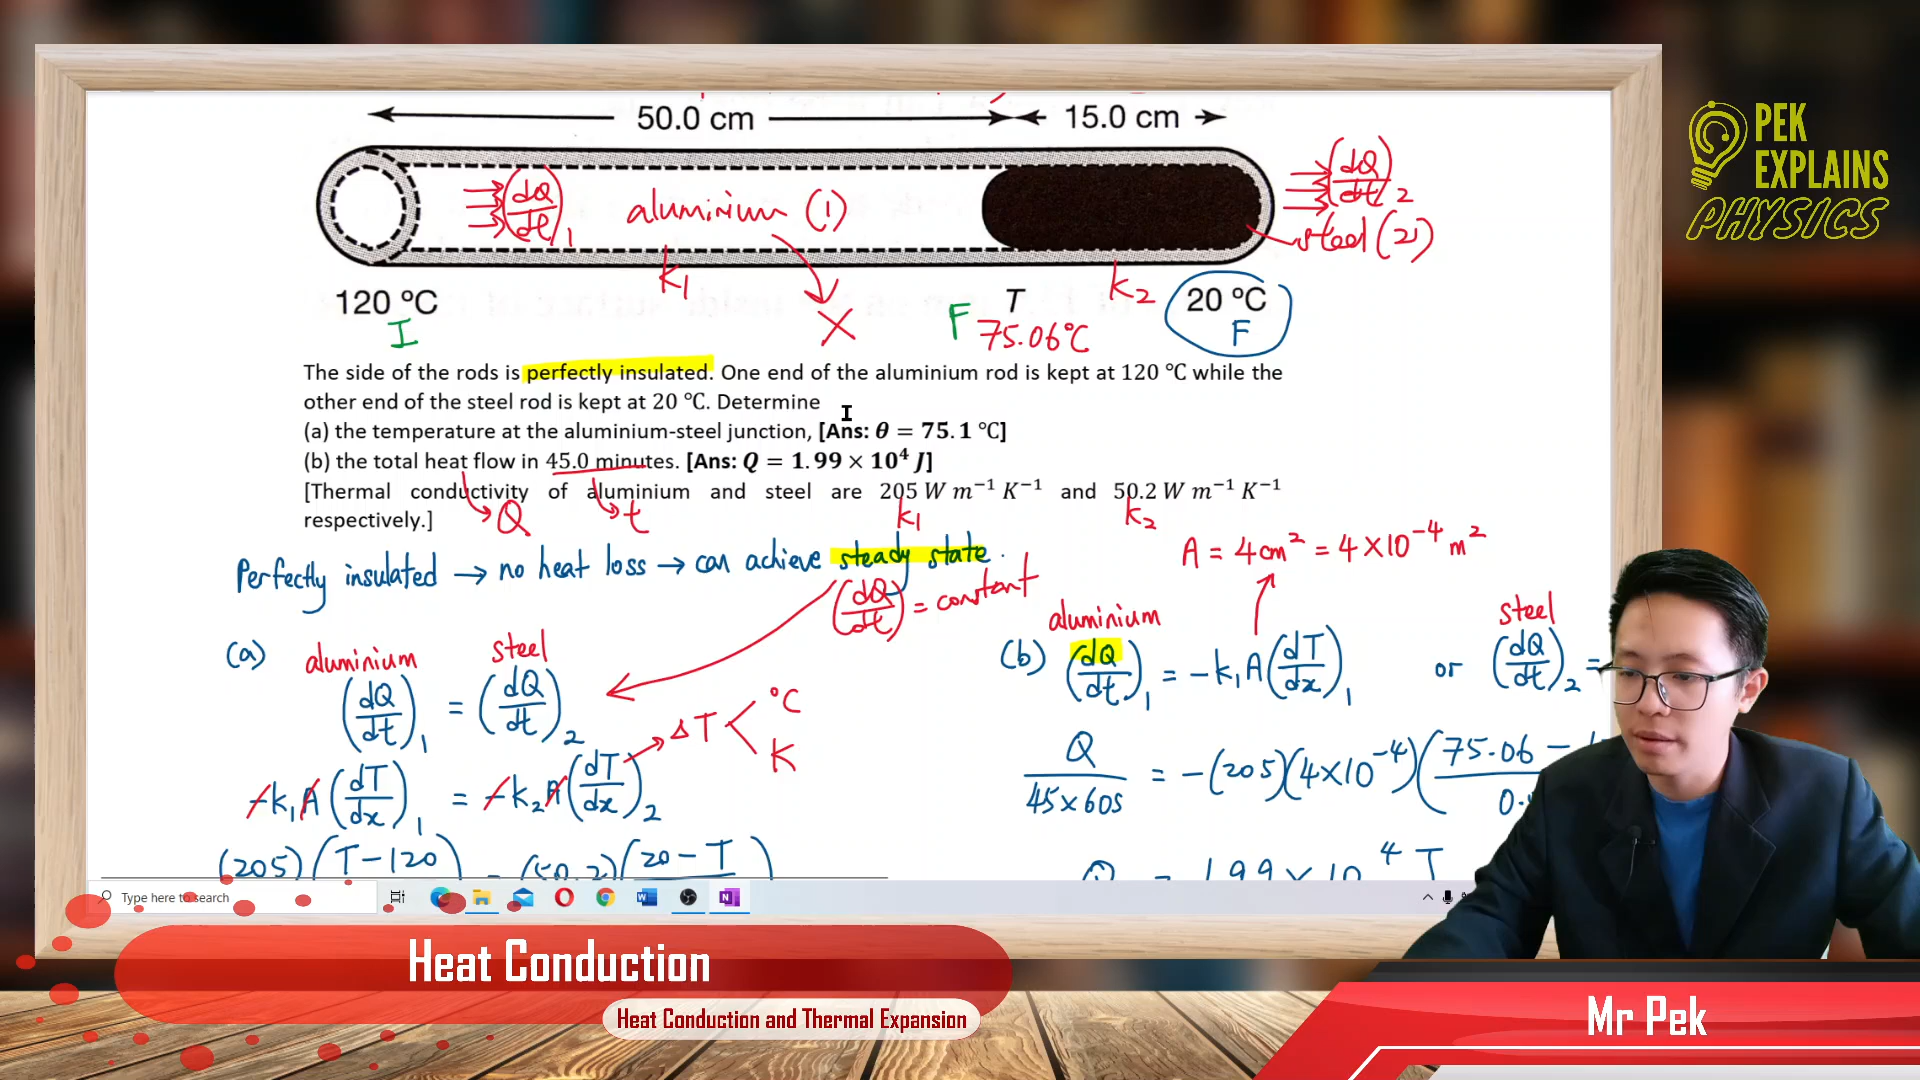 50.0 cm
15.0 cm
PEK
EXPLAINS
PHYSICS
(dQ/dt)1
aluminium (1)
(dQ/dt)2
steel (2)
k1
k2
120 °C
T
20 °C
I
X
F
75.06°C
F
The side of the rods is perfectly insulated. One end of the aluminium rod is kept at 120 °C while the
other end of the steel rod is kept at 20 °C. Determine
(a) the temperature at the aluminium-steel junction, [Ans: θ = 75.1 °C]
(b) the total heat flow in 45.0 minutes. [Ans: Q = 1.99 × 10⁴ J]
[Thermal conductivity of aluminium and steel are 205 W m⁻¹ K⁻¹ and 50.2 W m⁻¹ K⁻¹
respectively.]
Q
t
k1
k2
Perfectly insulated → no heat loss → can achieve steady state.
(dQ/dt) = constant
A = 4cm² = 4×10⁻⁴ m²
(a)
aluminium
steel
(dQ/dt)1 = (dQ/dt)2
ΔT
°C
K
-k1A(dT/dx)1 = -k2A(dT/dx)2
(205)(T-120
= (50.2)(20-T
(b)
aluminium
steel
(dQ/dt)1 = -k1A(dT/dx)1 or (dQ/dt)2 =
Q/45×60s = -(205)(4×10⁻⁴)(75.06 -
Q = 1.99 × 10⁴ J
Type here to search
Heat Conduction
Heat Conduction and Thermal Expansion
Mr Pek